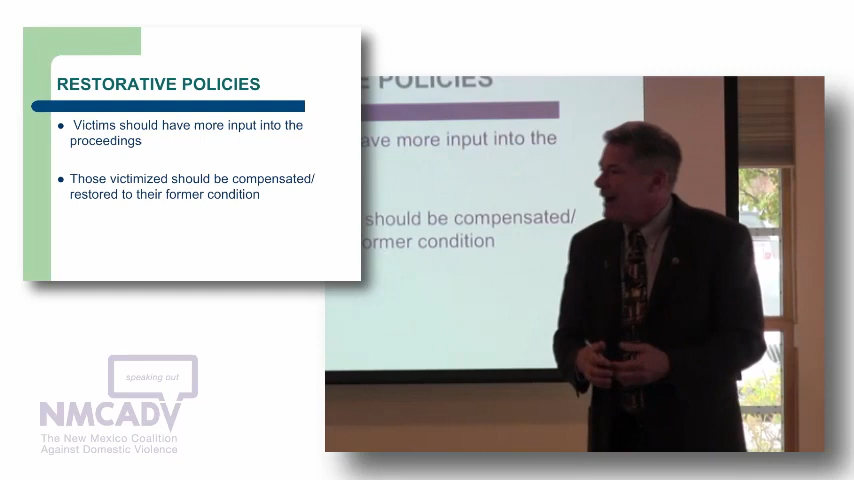 RESTORATIVE POLICIES
● Victims should have more input into the
proceedings
● Those victimized should be compensated/
restored to their former condition
E POLICIES
ave more input into the
should be compensated/
ormer condition
speaking out
NMCADV
The New Mexico Coalition
Against Domestic Violence